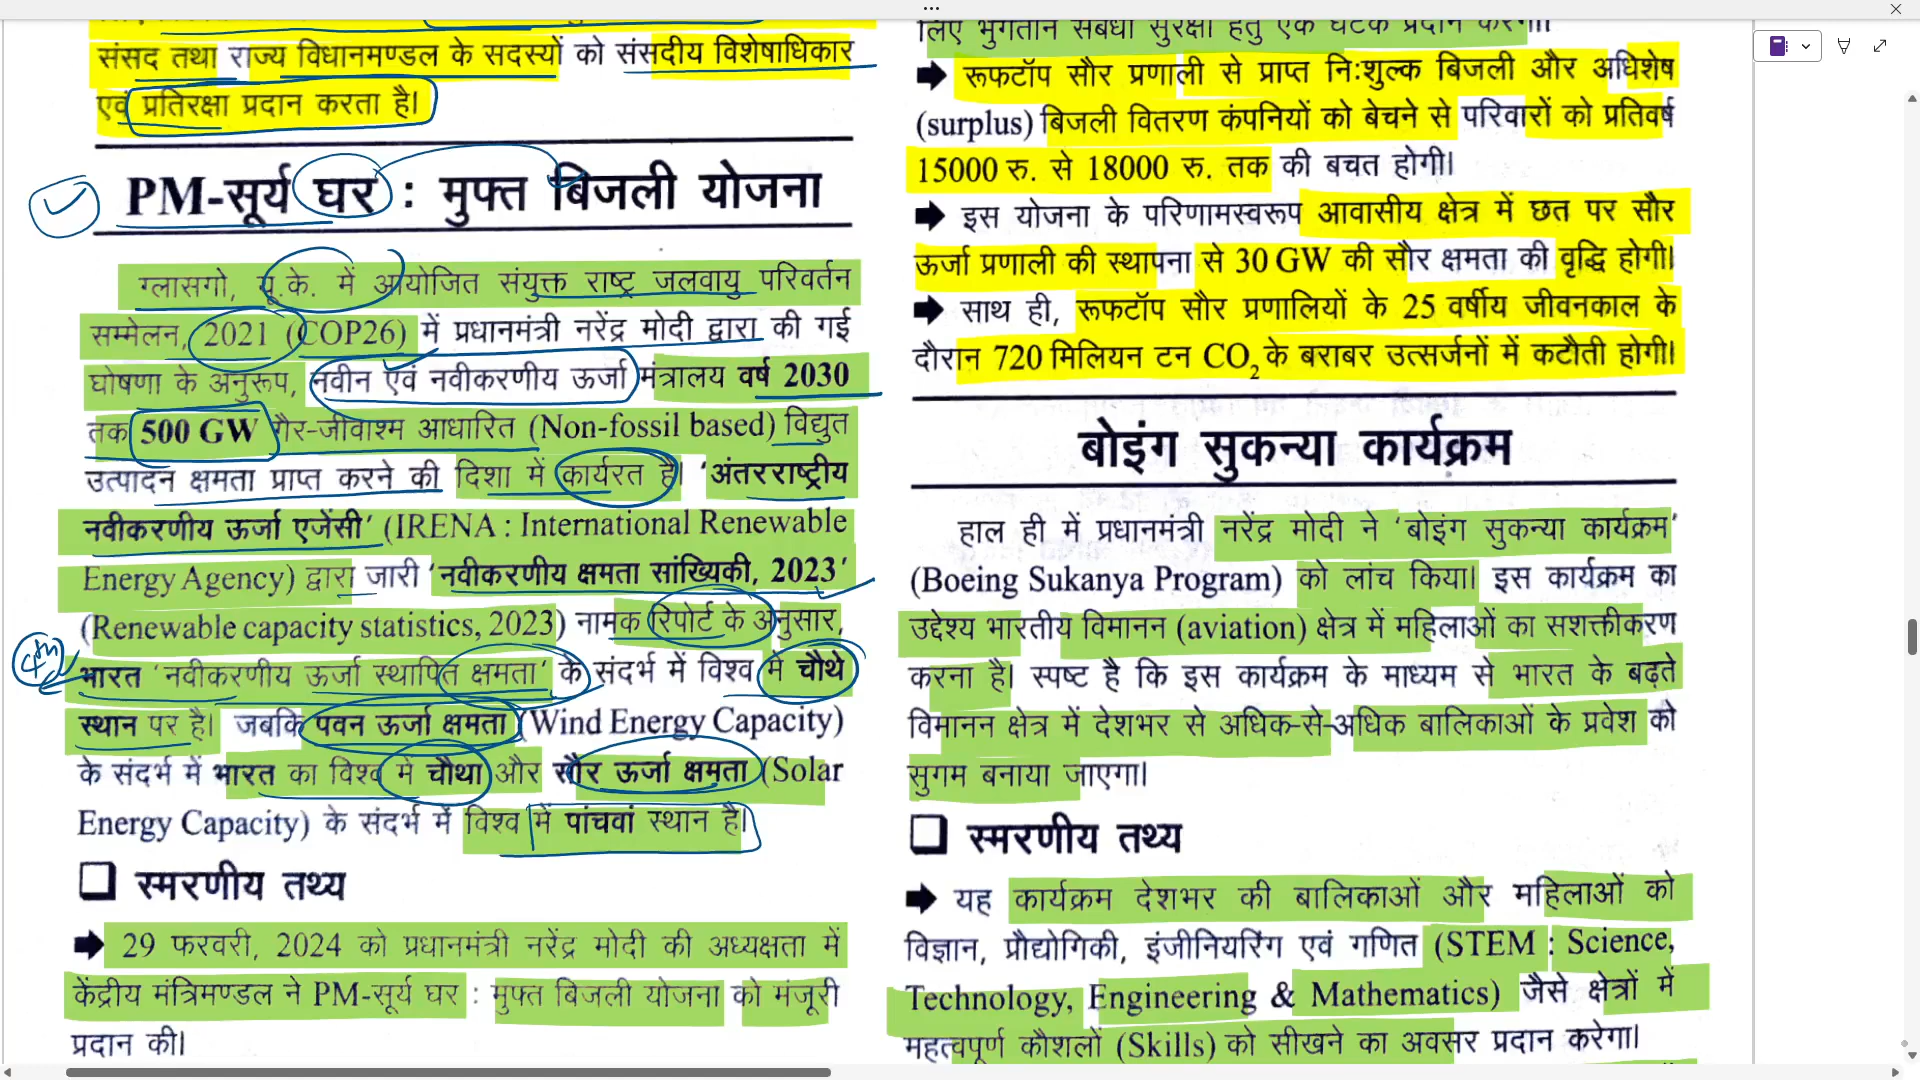 संसद तथा राज्य विधानमण्डल के सदस्यों को संसदीय विशेषाधिकार
एवं प्रतिरक्षा प्रदान करता है।
PM-सूर्य घर : मुफ्त बिजली योजना
ग्लासगो, यू.के. में आयोजित संयुक्त राष्ट्र जलवायु परिवर्तन
सम्मेलन, 2021 (COP26) में प्रधानमंत्री नरेंद्र मोदी द्वारा की गई
घोषणा के अनुरूप, नवीन एवं नवीकरणीय ऊर्जा मंत्रालय वर्ष 2030
तक 500 GW गैर-जीवाश्म आधारित (Non-fossil based) विद्युत
उत्पादन क्षमता प्राप्त करने की दिशा में कार्यरत है। 'अंतरराष्ट्रीय
नवीकरणीय ऊर्जा एजेंसी' (IRENA : International Renewable
Energy Agency) द्वारा जारी 'नवीकरणीय क्षमता सांख्यिकी, 2023'
(Renewable capacity statistics, 2023) नामक रिपोर्ट के अनुसार,
4th
भारत 'नवीकरणीय ऊर्जा स्थापित क्षमता' के संदर्भ में विश्व में चौथे
स्थान पर है। जबकि पवन ऊर्जा क्षमता (Wind Energy Capacity)
के संदर्भ में भारत का विश्व में चौथा और सौर ऊर्जा क्षमता (Solar
Energy Capacity) के संदर्भ में विश्व में पांचवां स्थान है।
स्मरणीय तथ्य
29 फरवरी, 2024 को प्रधानमंत्री नरेंद्र मोदी की अध्यक्षता में
केंद्रीय मंत्रिमण्डल ने PM-सूर्य घर : मुफ्त बिजली योजना को मंजूरी
प्रदान की।
लिए भुगतान संबंधी सुरक्षा हेतु एक घटक प्रदान करेगा।
रूफटॉप सौर प्रणाली से प्राप्त निःशुल्क बिजली और अधिशेष
(surplus) बिजली वितरण कंपनियों को बेचने से परिवारों को प्रतिवर्ष
15000 रु. से 18000 रु. तक की बचत होगी।
इस योजना के परिणामस्वरूप आवासीय क्षेत्र में छत पर सौर
ऊर्जा प्रणाली की स्थापना से 30 GW की सौर क्षमता की वृद्धि होगी।
साथ ही, रूफटॉप सौर प्रणालियों के 25 वर्षीय जीवनकाल के
दौरान 720 मिलियन टन CO₂ के बराबर उत्सर्जनों में कटौती होगी।
बोइंग सुकन्या कार्यक्रम
हाल ही में प्रधानमंत्री नरेंद्र मोदी ने 'बोइंग सुकन्या कार्यक्रम'
(Boeing Sukanya Program) को लांच किया। इस कार्यक्रम का
उद्देश्य भारतीय विमानन (aviation) क्षेत्र में महिलाओं का सशक्तीकरण
करना है। स्पष्ट है कि इस कार्यक्रम के माध्यम से भारत के बढ़ते
विमानन क्षेत्र में देशभर से अधिक-से-अधिक बालिकाओं के प्रवेश को
सुगम बनाया जाएगा।
स्मरणीय तथ्य
यह कार्यक्रम देशभर की बालिकाओं और महिलाओं को
विज्ञान, प्रौद्योगिकी, इंजीनियरिंग एवं गणित (STEM : Science,
Technology, Engineering & Mathematics) जैसे क्षेत्रों में
महत्वपूर्ण कौशलों (Skills) को सीखने का अवसर प्रदान करेगा।